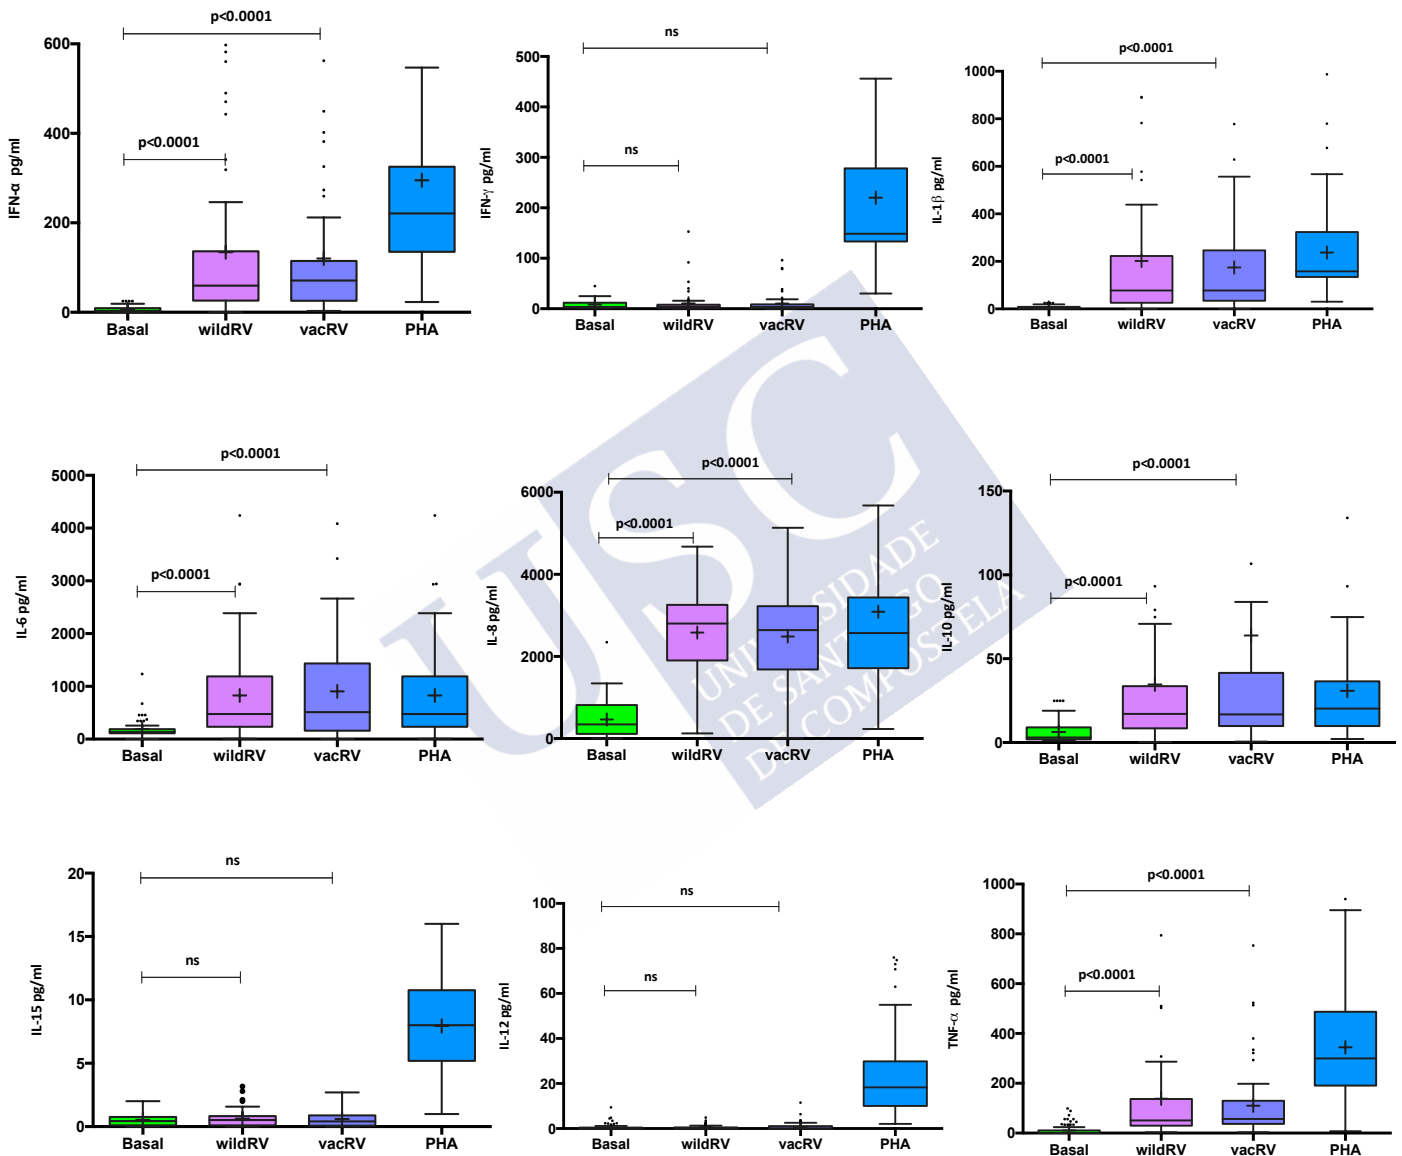 p<0.0001
p<0.0001
IFN-α pg/ml
600
400
200
0
Basal wildRV vacRV PHA
ns
ns
IFN-γ pg/ml
500
400
300
200
100
0
Basal wildRV vacRV PHA
p<0.0001
p<0.0001
IL-1β pg/ml
1000
800
600
400
200
0
Basal wildRV vacRV PHA
p<0.0001
p<0.0001
IL-6 pg/ml
5000
4000
3000
2000
1000
0
Basal wildRV vacRV PHA
p<0.0001
p<0.0001
IL-8 pg/ml
6000
4000
2000
0
Basal wildRV vacRV PHA
p<0.0001
p<0.0001
IL-10 pg/ml
150
100
50
0
Basal wildRV vacRV PHA
ns
ns
IL-15 pg/ml
20
15
10
5
0
Basal wildRV vacRV PHA
ns
ns
IL-12 pg/ml
100
80
60
40
20
0
Basal wildRV vacRV PHA
p<0.0001
p<0.0001
TNF-α pg/ml
1000
800
600
400
200
0
Basal wildRV vacRV PHA
USC
UNIVERSIDADE
DE SANTIAGO
DE COMPOSTELA